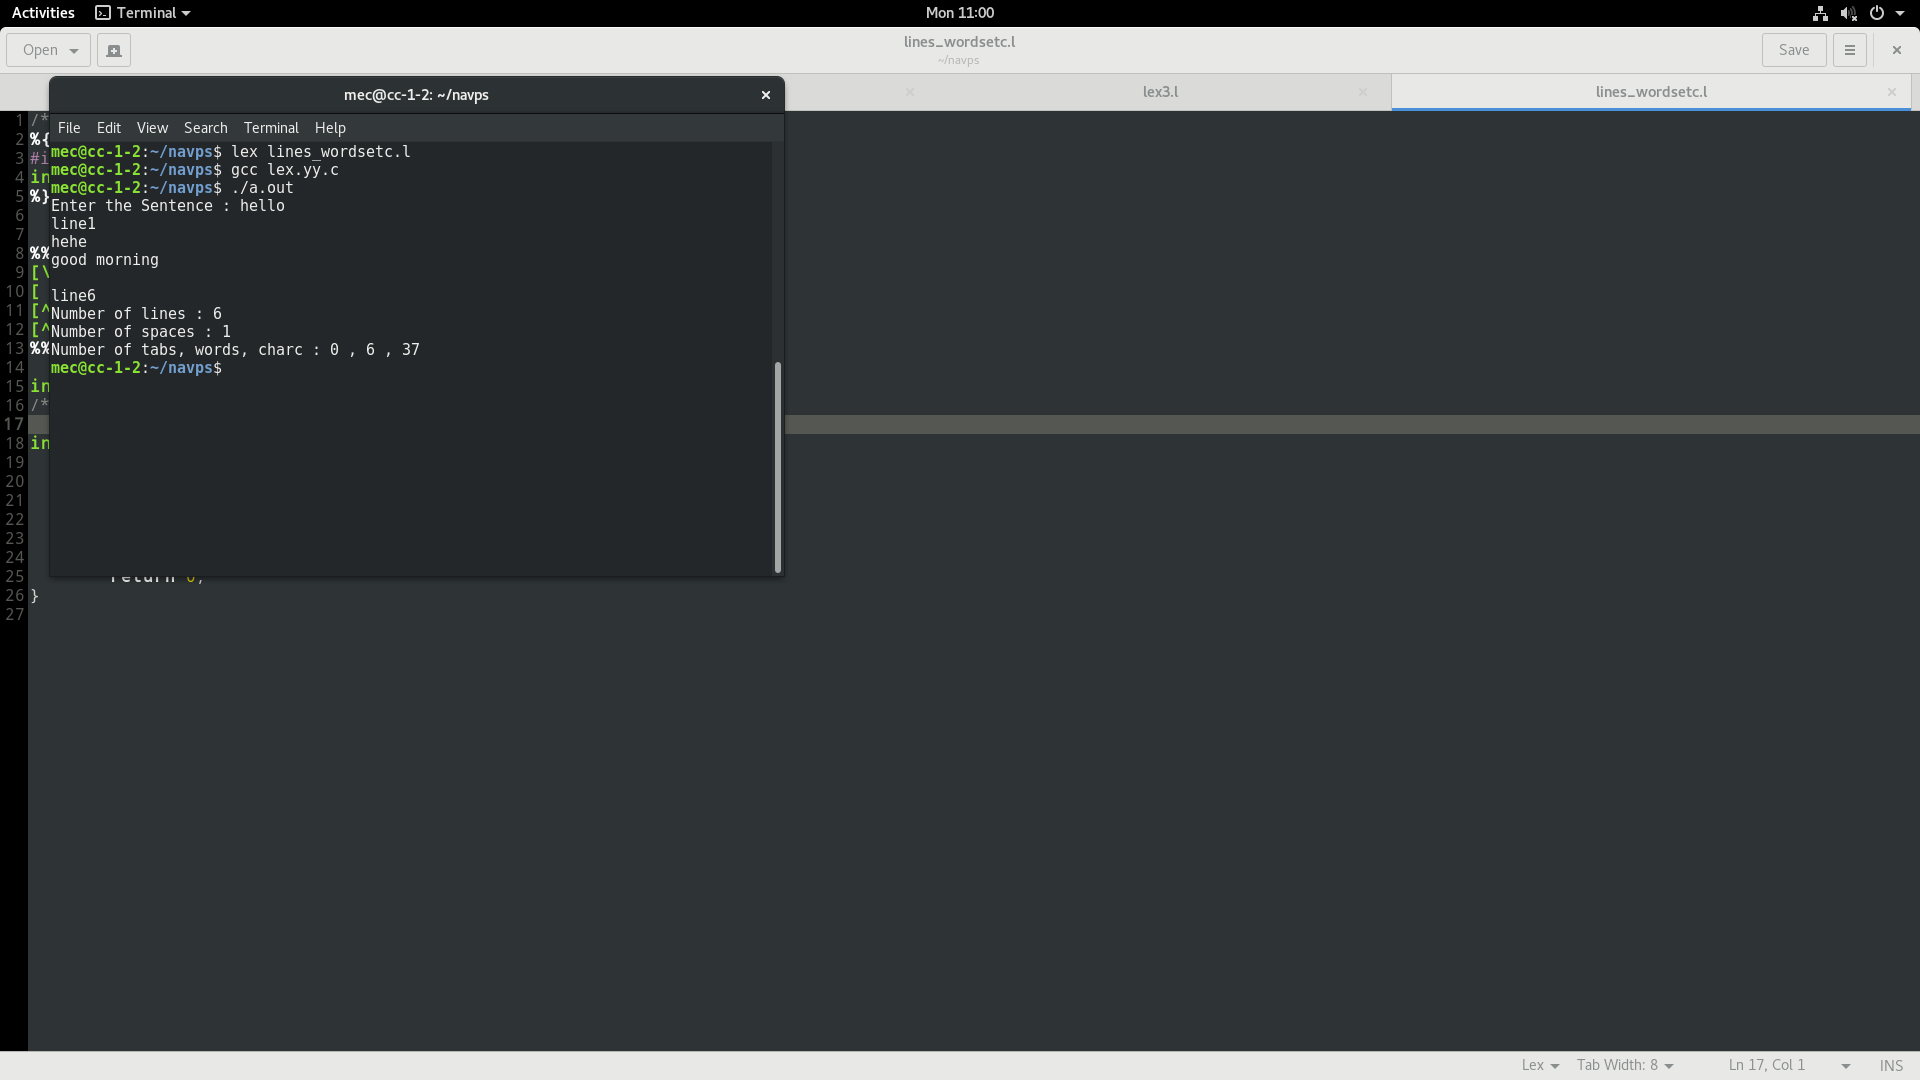 Activities Terminal Mon 11:00
Open lines_wordsetc.l Save
~/navps
lex3.l lines_wordsetc.l
mec@cc-1-2: ~/navps
File Edit View Search Terminal Help
mec@cc-1-2:~/navps$ lex lines_wordsetc.l
mec@cc-1-2:~/navps$ gcc lex.yy.c
mec@cc-1-2:~/navps$ ./a.out
Enter the Sentence : hello
line1
hehe
good morning
line6
Number of lines : 6
Number of spaces : 1
Number of tabs, words, charc : 0 , 6 , 37
mec@cc-1-2:~/navps$
1 /*
2 %{
3 #i
4 in
5 %}
6
7
8 %%
9 [\
10 [
11 [^
12 [^
13 %%
14
15 in
16 /*
17
18 in
19
20
21
22
23
24
25 return 0;
26 }
27
Lex Tab Width: 8 Ln 17, Col 1 INS